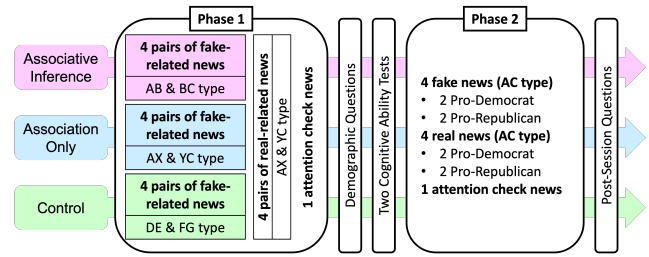 Phase 1
Phase 2
Associative
Inference
4 pairs of fake-
related news
AB & BC type
Association
Only
4 pairs of fake-
related news
AX & YC type
Control
4 pairs of fake-
related news
DE & FG type
4 pairs of real-related news
AX & YC type
1 attention check news
Demographic Questions
Two Cognitive Ability Tests
4 fake news (AC type)
• 2 Pro-Democrat
• 2 Pro-Republican
4 real news (AC type)
• 2 Pro-Democrat
• 2 Pro-Republican
1 attention check news
Post-Session Questions